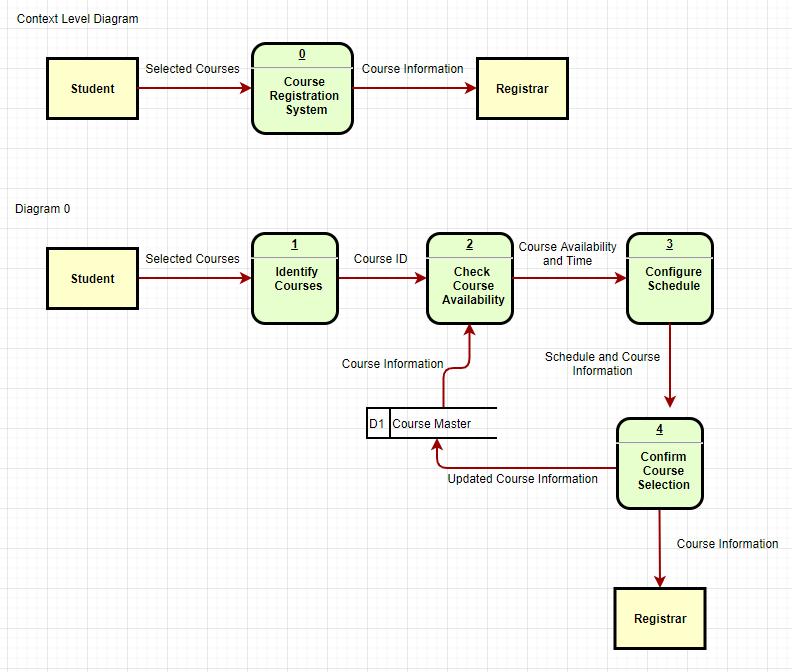 Context Level Diagram
Student
Selected Courses
0
Course
Registration
System
Course Information
Registrar
Diagram 0
Student
Selected Courses
1
Identify
Courses
Course ID
2
Check
Course
Availability
Course Availability
and Time
3
Configure
Schedule
Course Information
Schedule and Course
Information
D1
Course Master
4
Confirm
Course
Selection
Updated Course Information
Course Information
Registrar